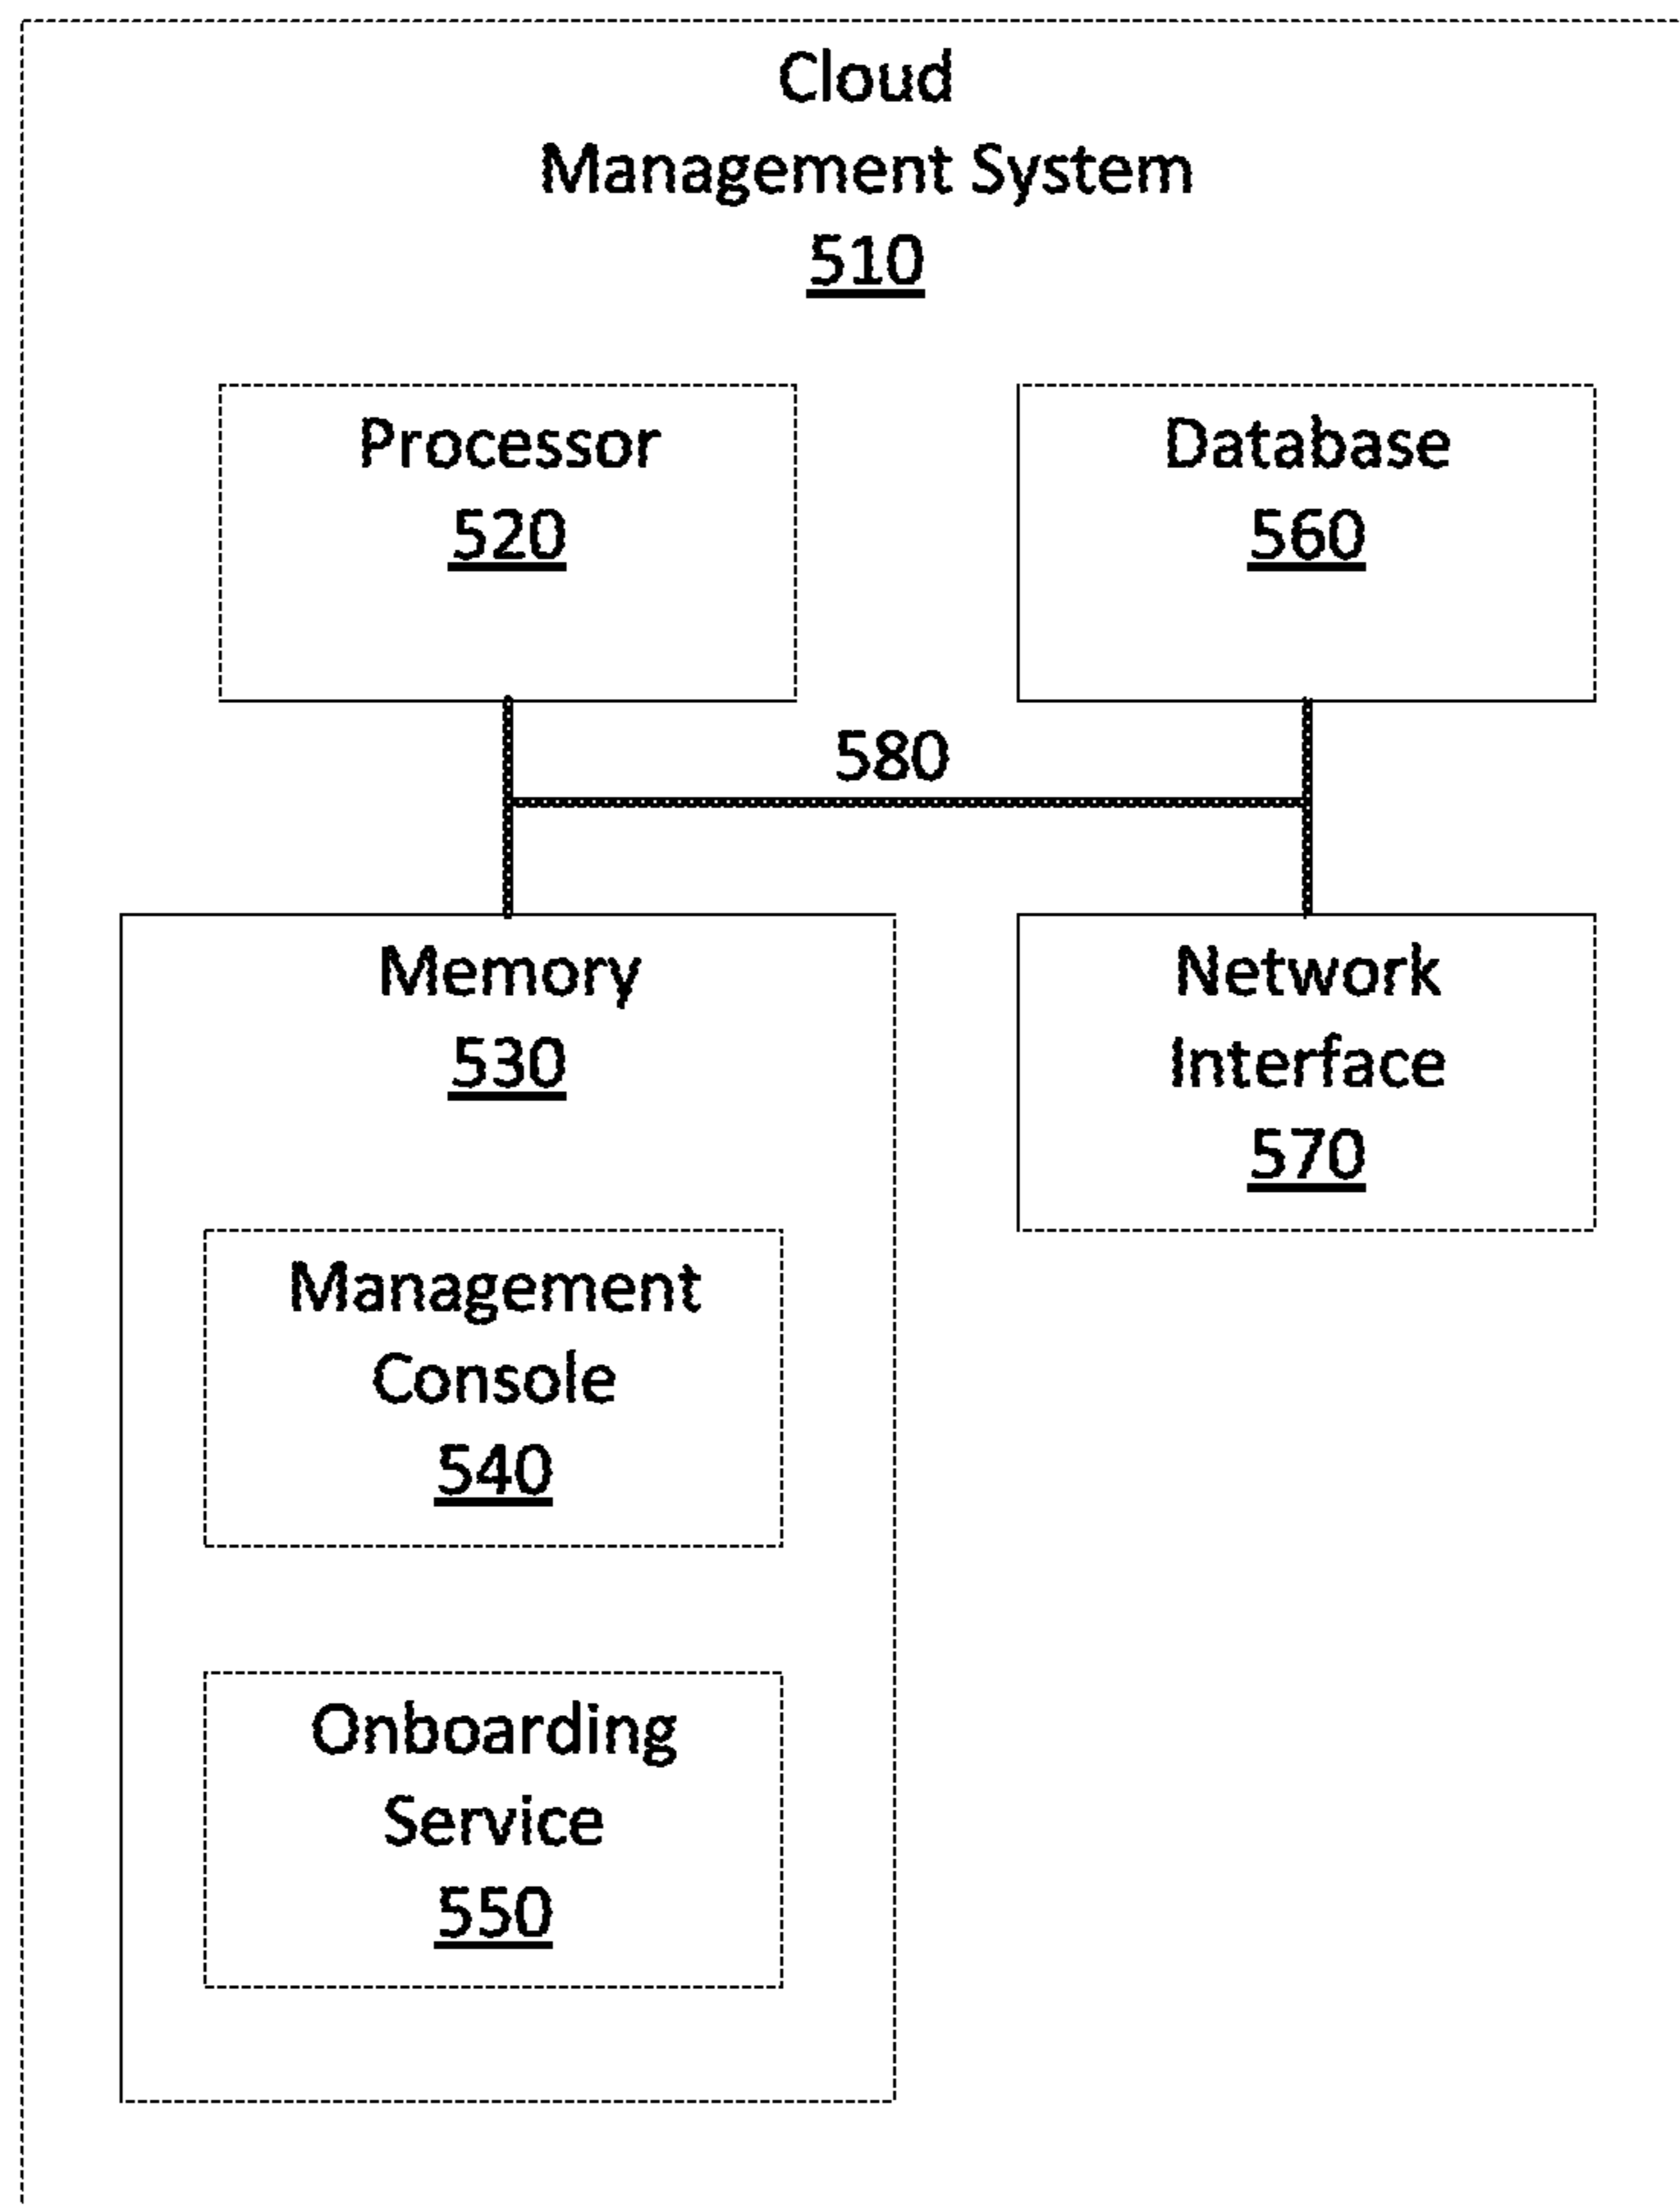 Cloud
Management System
510
Processor
520
Database
560
580
Memory
530
Network
Interface
570
Management
Console
540
Onboarding
Service
550